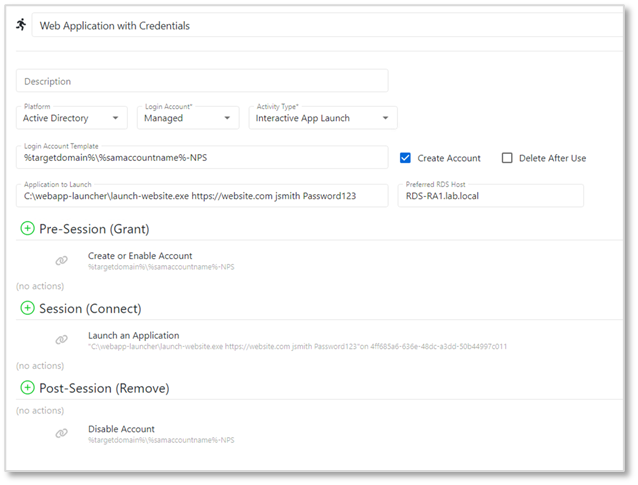 Web Application with Credentials
Description
Platform
Active Directory
Login Account*
Managed
Activity Type*
Interactive App Launch
Login Account Template
%targetdomain%\%samaccountname%-NPS
Create Account
Delete After Use
Application to Launch
C:\webapp-launcher\launch-website.exe https://website.com jsmith Password123
Preferred RDS Host
RDS-RA1.lab.local
Pre-Session (Grant)
Create or Enable Account
%targetdomain%\%samaccountname%-NPS
(no actions)
Session (Connect)
Launch an Application
"C:\webapp-launcher\launch-website.exe https://website.com jsmith Password123"on 4ff685a6-636e-48dc-a3dd-50b44997c011
(no actions)
Post-Session (Remove)
(no actions)
Disable Account
%targetdomain%\%samaccountname%-NPS